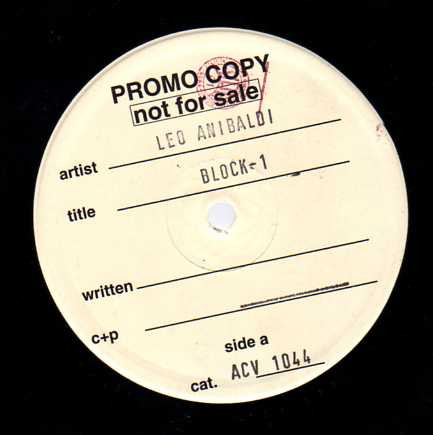 PROMO COPY
not for sale
artist LEO ANIBALDI
title BLOCK-1
written
c+p
side a
cat. ACV 1044